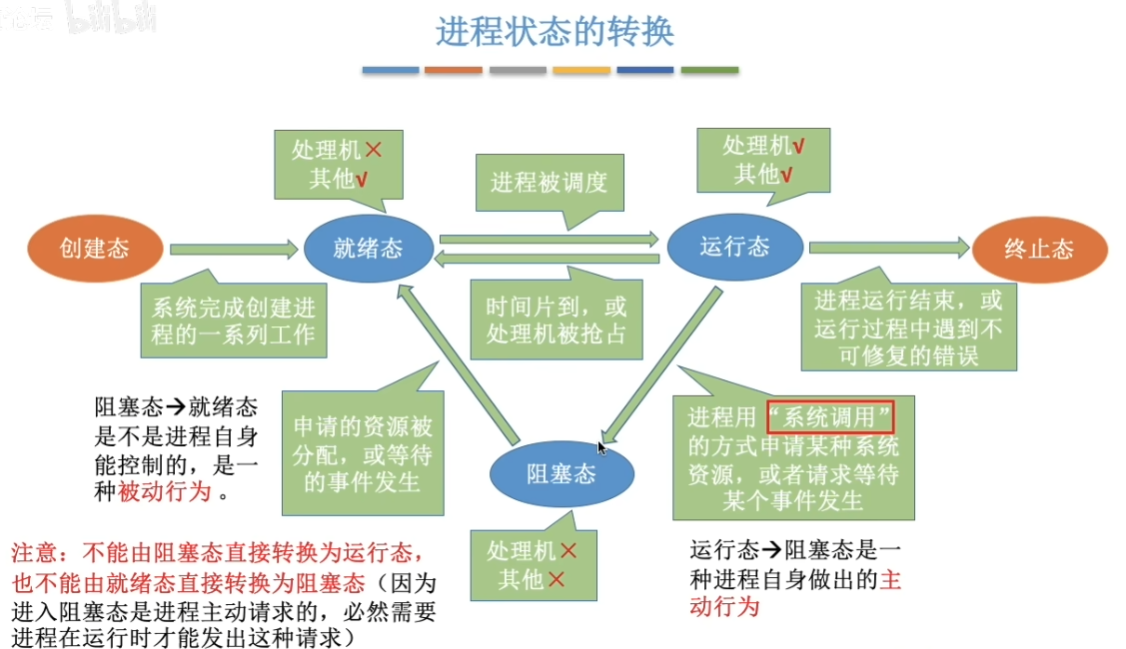 论坛 bilibili
进程状态的转换
处理机×
其他√
进程被调度
处理机√
其他√
创建态
就绪态
运行态
终止态
系统完成创建进
程的一系列工作
时间片到，或
处理机被抢占
进程运行结束，或
运行过程中遇到不
可修复的错误
阻塞态→就绪态
是不是进程自身
能控制的，是一
种被动行为 。
申请的资源被
分配，或等待
的事件发生
阻塞态
进程用“系统调用”
的方式申请某种系统
资源，或者请求等待
某个事件发生
处理机×
其他×
运行态→阻塞态是一
种进程自身做出的主
动行为
注意：不能由阻塞态直接转换为运行态，
也不能由就绪态直接转换为阻塞态（因为
进入阻塞态是进程主动请求的，必然需要
进程在运行时才能发出这种请求）